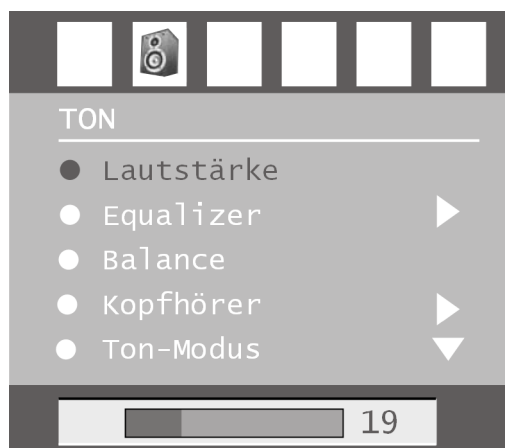 TON
Lautstärke
Equalizer
Balance
Kopfhörer
Ton-Modus
19